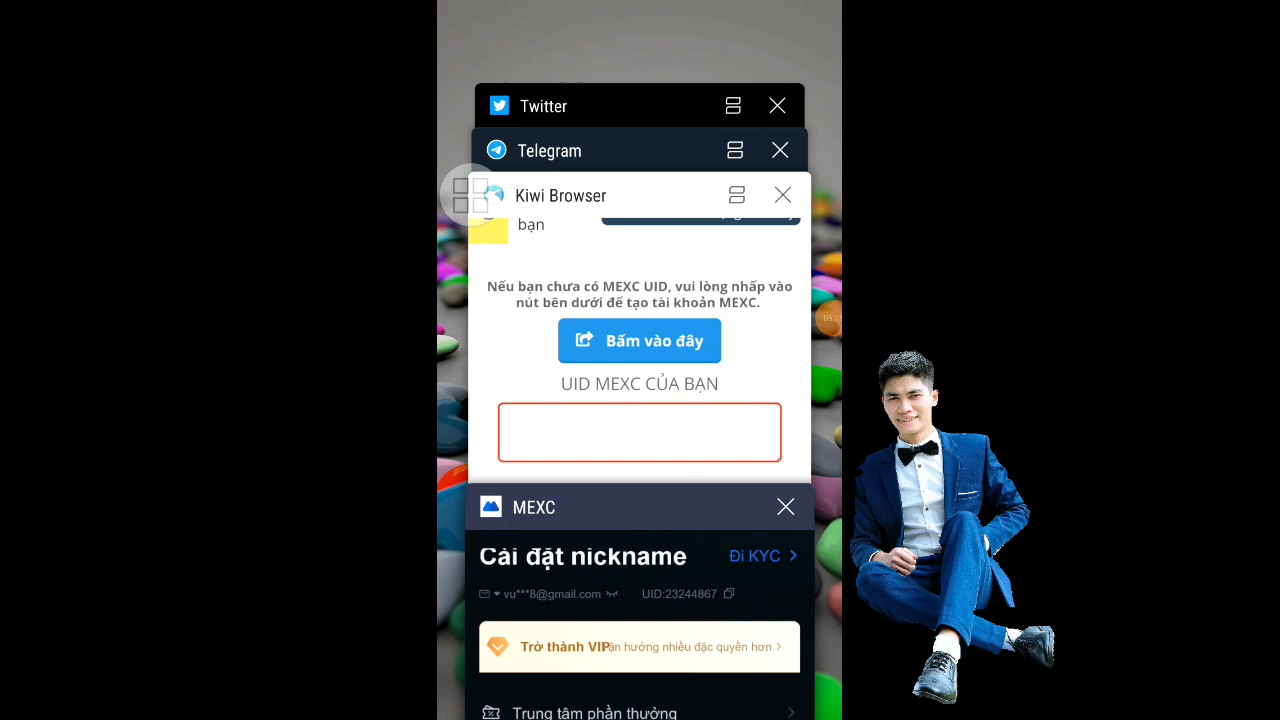 Twitter
Telegram
Kiwi Browser
bạn
Nếu bạn chưa có MEXC UID, vui lòng nhấp vào
nút bên dưới để tạo tài khoản MEXC.
Bấm vào đây
UID MEXC CỦA BẠN
MEXC
Cài đặt nickname
Đi KYC
vu***8@gmail.com
UID:23244867
Trở thành VIP
ận hướng nhiều đặc quyền hơn
Trung tâm phần thưởng